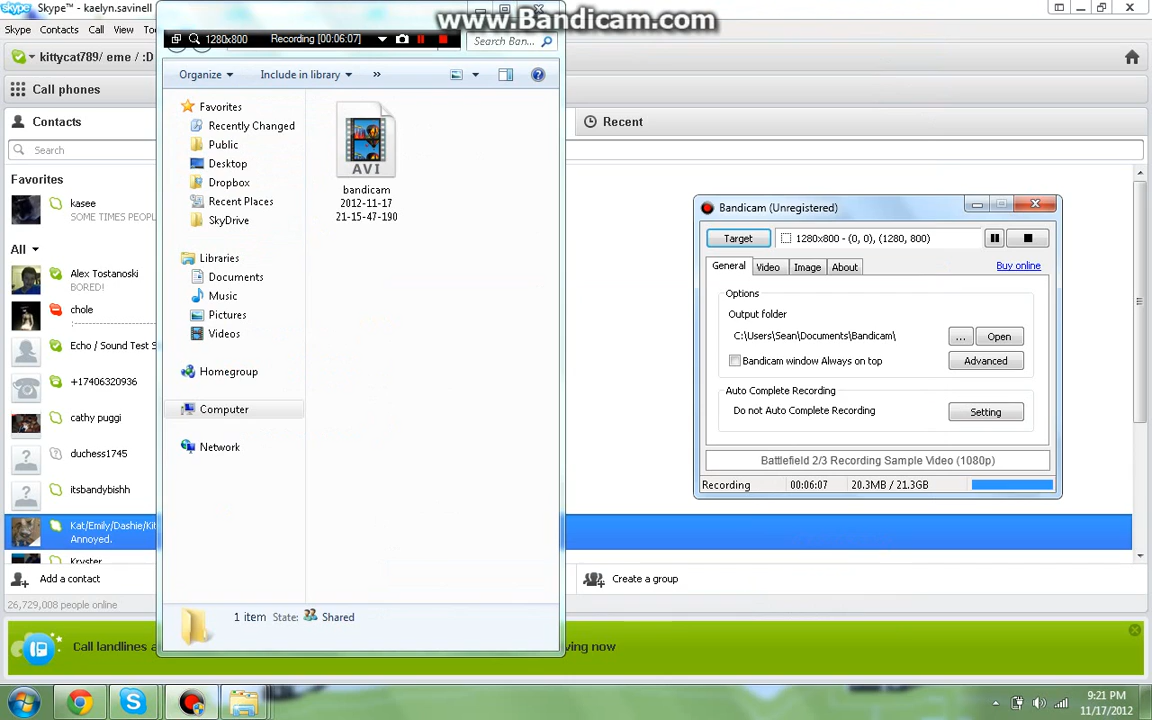 Skype™ - kaelyn.savinell
www.Bandicam.com
Skype Contacts Call View
1280x800 Recording [00:06:07]
Search Ban...
kittycat789/ eme / :D
Organize Include in library »
Call phones
Contacts
Recent
Search
Favorites
kasee
SOME TIMES PEOPL
All
Alex Tostanoski
BORED!
chole
:----------------------
Echo / Sound Test S
+17406320936
cathy puggi
duchess1745
itsbandybishh
Kat/Emily/Dashie/Kit
Annoyed.
Kryster
Add a contact
26,729,008 people online
Favorites
Recently Changed
Public
Desktop
Dropbox
Recent Places
SkyDrive
Libraries
Documents
Music
Pictures
Videos
Homegroup
Computer
Network
AVI
bandicam
2012-11-17
21-15-47-190
1 item State: Shared
Bandicam (Unregistered)
Target 1280x800 - (0, 0), (1280, 800)
General Video Image About Buy online
Options
Output folder
C:\Users\Sean\Documents\Bandicam\ ... Open
Bandicam window Always on top Advanced
Auto Complete Recording
Do not Auto Complete Recording Setting
Battlefield 2/3 Recording Sample Video (1080p)
Recording 00:06:07 20.3MB / 21.3GB
Create a group
Call landlines a
ving now
9:21 PM
11/17/2012